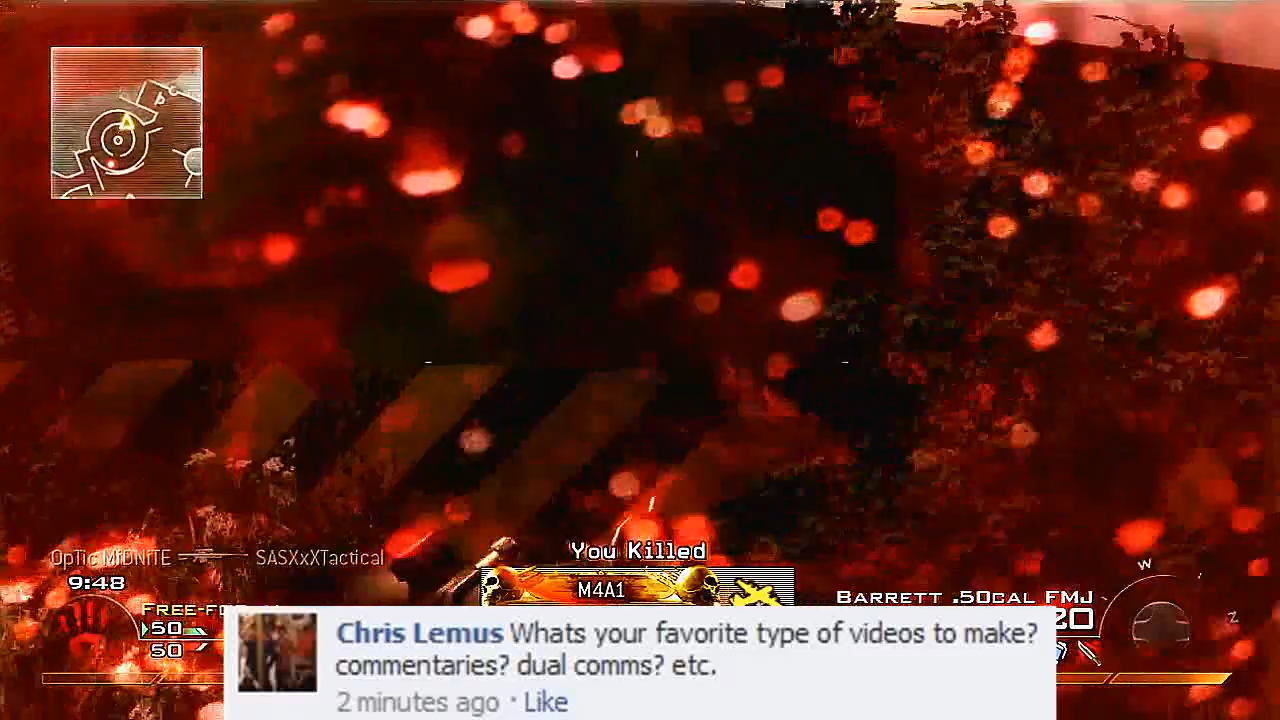 OpTic MiDNiTE SASXxXTactical
9:48
FREE-F
50
50
You Killed
M4A1
BARRETT .50CAL FMJ
20
W
Chris Lemus Whats your favorite type of videos to make?
commentaries? dual comms? etc.
2 minutes ago · Like